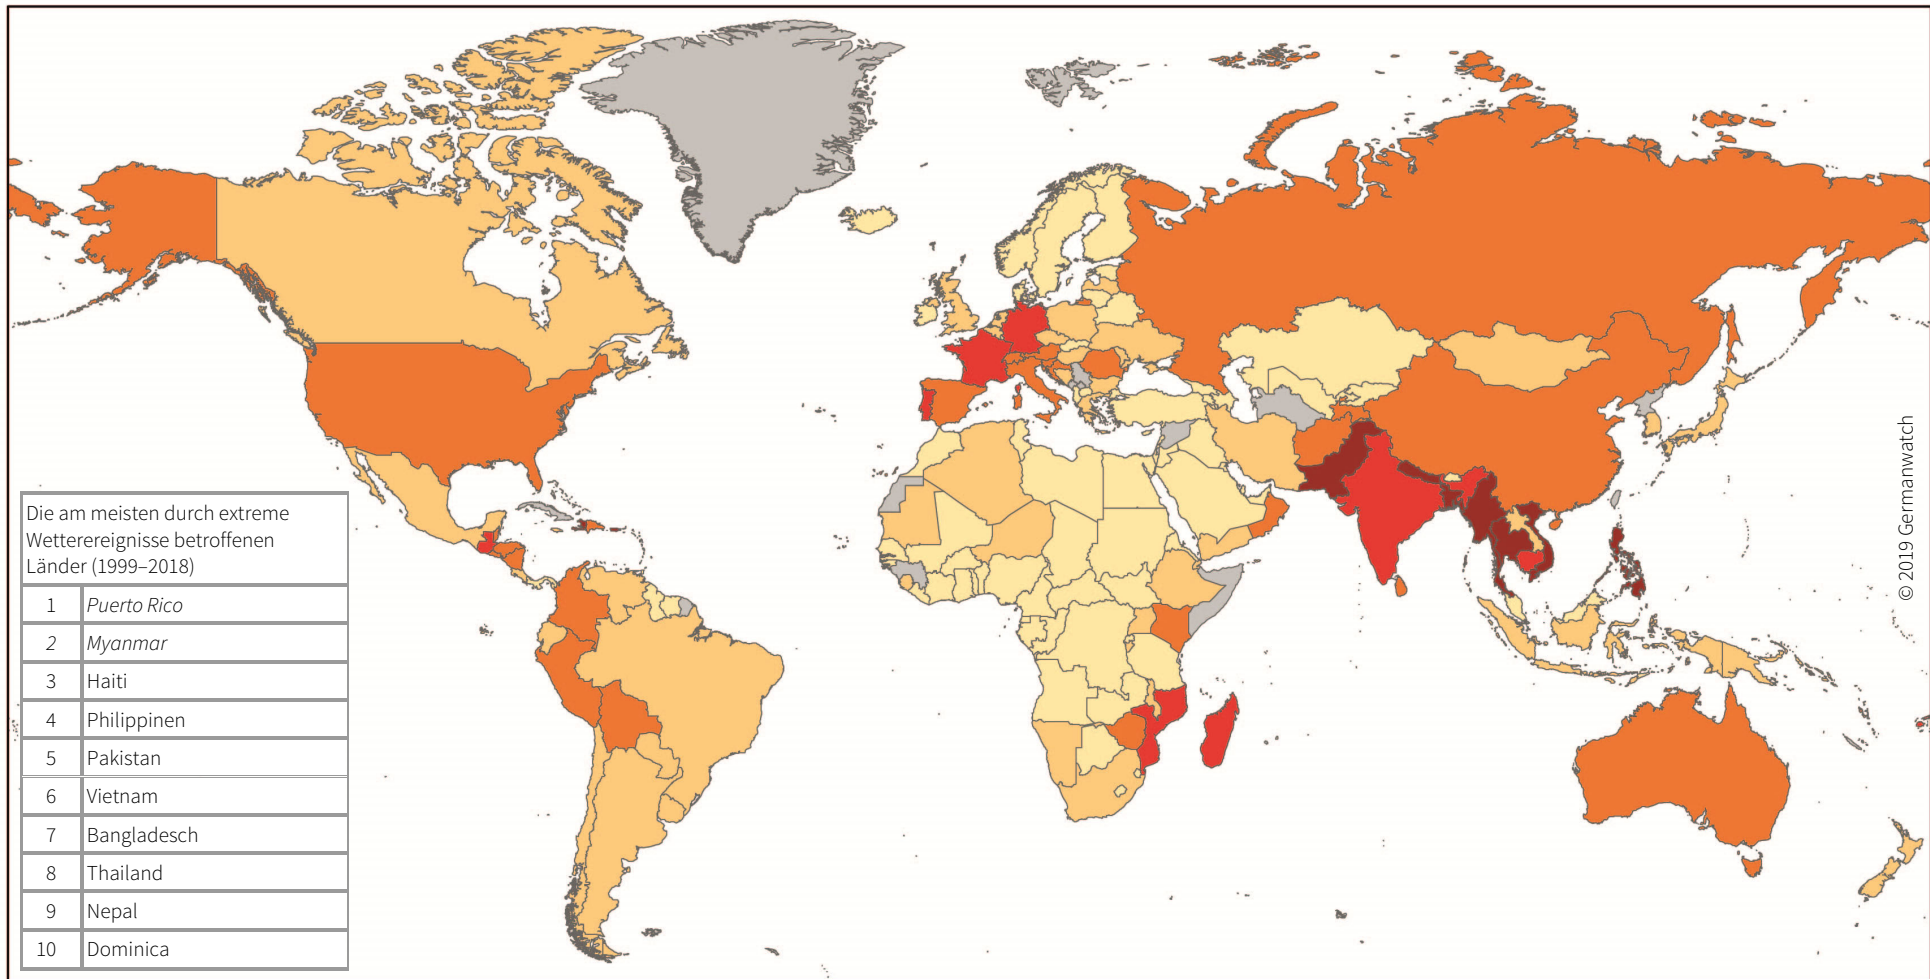 Die am meisten durch extreme
Wetterereignisse betroffenen
Länder (1999–2018)
1 Puerto Rico
2 Myanmar
3 Haiti
4 Philippinen
5 Pakistan
6 Vietnam
7 Bangladesch
8 Thailand
9 Nepal
10 Dominica
© 2019 Germanwatch